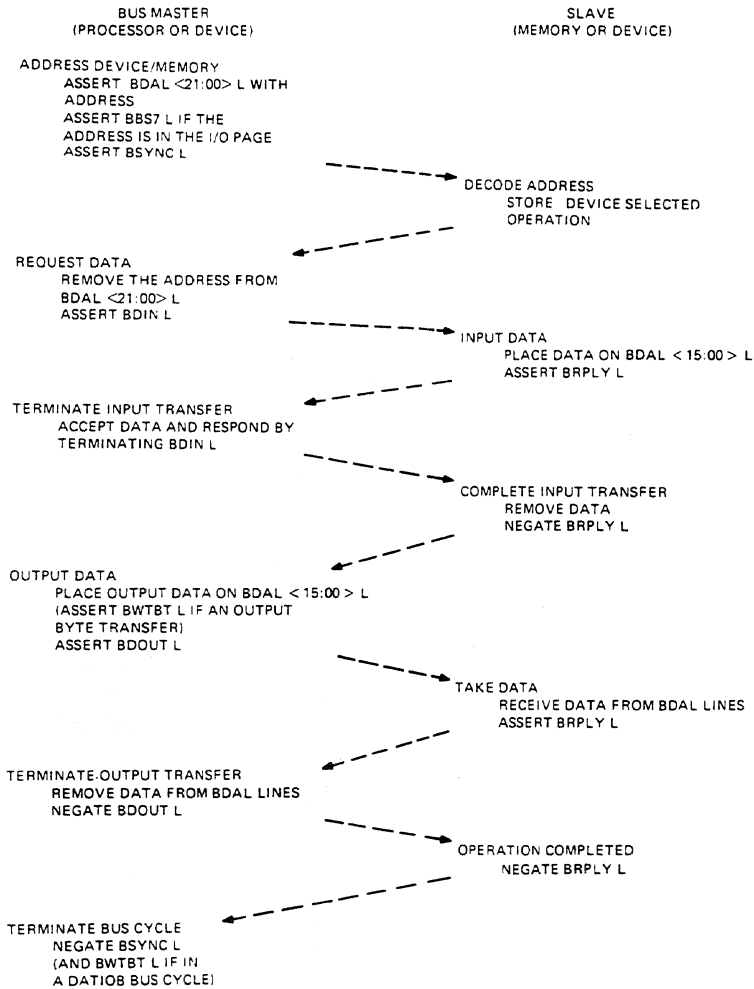 BUS MASTER
(PROCESSOR OR DEVICE)
SLAVE
(MEMORY OR DEVICE)
ADDRESS DEVICE/MEMORY
ASSERT BDAL <21:00> L WITH
ADDRESS
ASSERT BBS7 L IF THE
ADDRESS IS IN THE I/O PAGE
ASSERT BSYNC L
DECODE ADDRESS
STORE DEVICE SELECTED
OPERATION
REQUEST DATA
REMOVE THE ADDRESS FROM
BDAL <21:00> L
ASSERT BDIN L
INPUT DATA
PLACE DATA ON BDAL < 15:00 > L
ASSERT BRPLY L
TERMINATE INPUT TRANSFER
ACCEPT DATA AND RESPOND BY
TERMINATING BDIN L
COMPLETE INPUT TRANSFER
REMOVE DATA
NEGATE BRPLY L
OUTPUT DATA
PLACE OUTPUT DATA ON BDAL < 15:00 > L
(ASSERT BWTBT L IF AN OUTPUT
BYTE TRANSFER)
ASSERT BDOUT L
TAKE DATA
RECEIVE DATA FROM BDAL LINES
ASSERT BRPLY L
TERMINATE OUTPUT TRANSFER
REMOVE DATA FROM BDAL LINES
NEGATE BDOUT L
OPERATION COMPLETED
NEGATE BRPLY L
TERMINATE BUS CYCLE
NEGATE BSYNC L
(AND BWTBT L IF IN
A DATIOB BUS CYCLE)